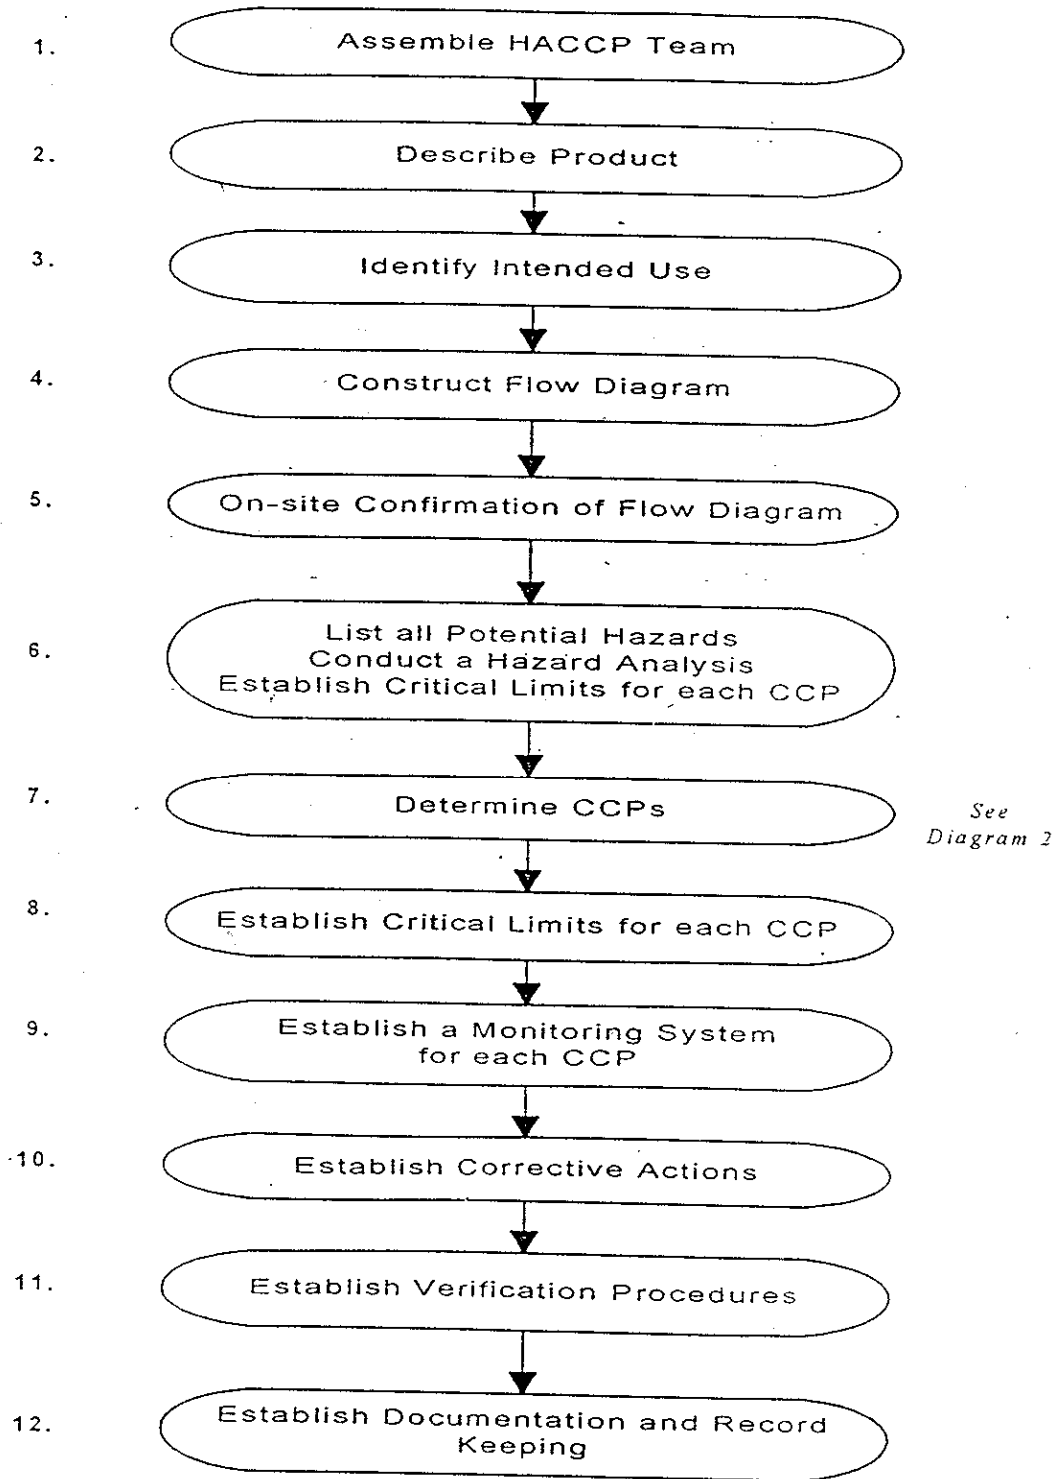 1.
Assemble HACCP Team
2.
Describe Product
3.
Identify Intended Use
4.
Construct Flow Diagram
5.
On-site Confirmation of Flow Diagram
6.
List all Potential Hazards
Conduct a Hazard Analysis
Establish Critical Limits for each CCP
7.
Determine CCPs
See
Diagram 2
8.
Establish Critical Limits for each CCP
9.
Establish a Monitoring System
for each CCP
10.
Establish Corrective Actions
11.
Establish Verification Procedures
12.
Establish Documentation and Record
Keeping